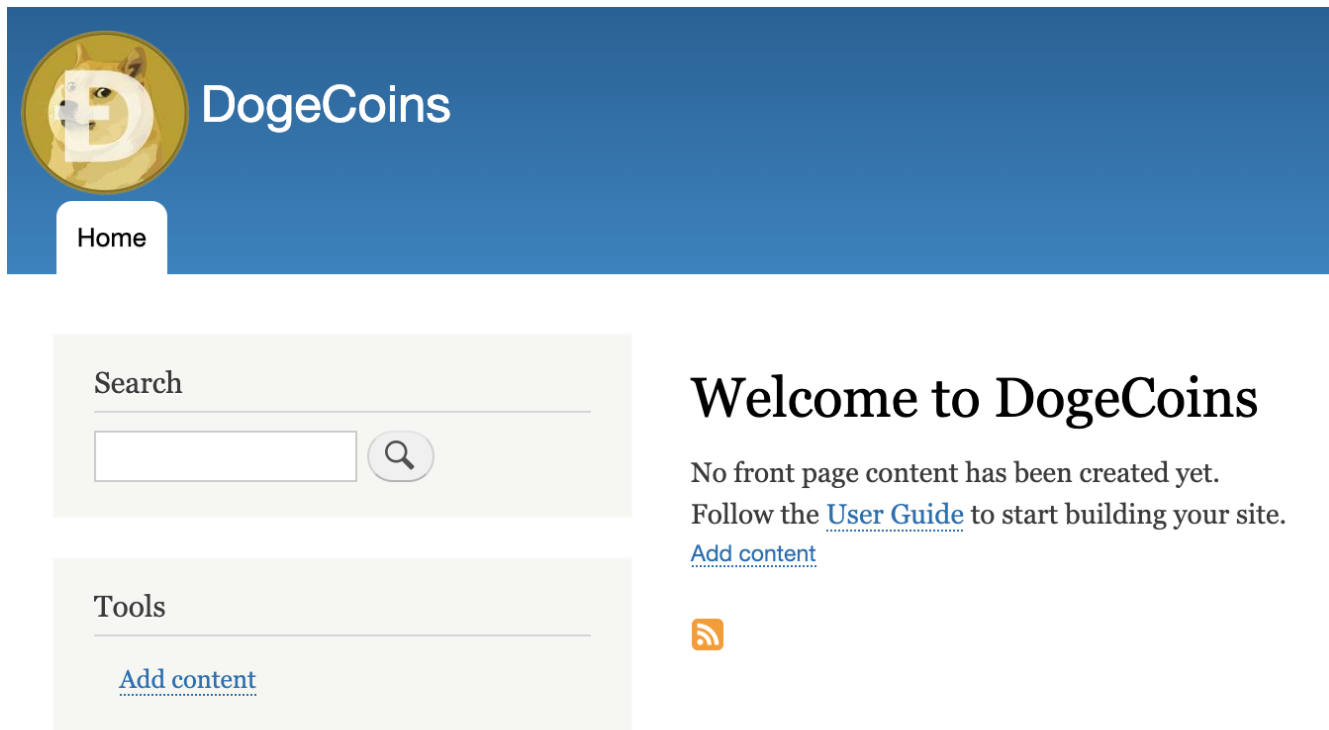 Ð
DogeCoins
Home
Search
Tools
Add content
Welcome to DogeCoins
No front page content has been created yet.
Follow the User Guide to start building your site.
Add content